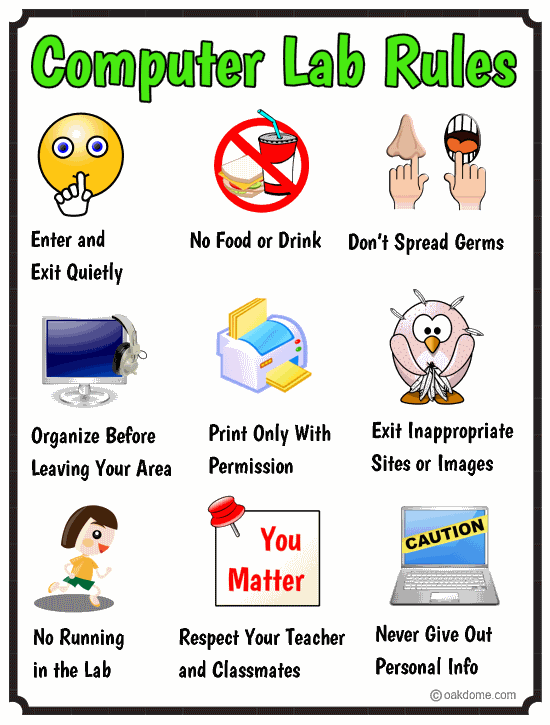 Computer Lab Rules
Enter and
Exit Quietly
No Food or Drink
Don't Spread Germs
Organize Before
Leaving Your Area
Print Only With
Permission
Exit Inappropriate
Sites or Images
No Running
in the Lab
You
Matter
Respect Your Teacher
and Classmates
CAUTION
Never Give Out
Personal Info
© oakdome.com